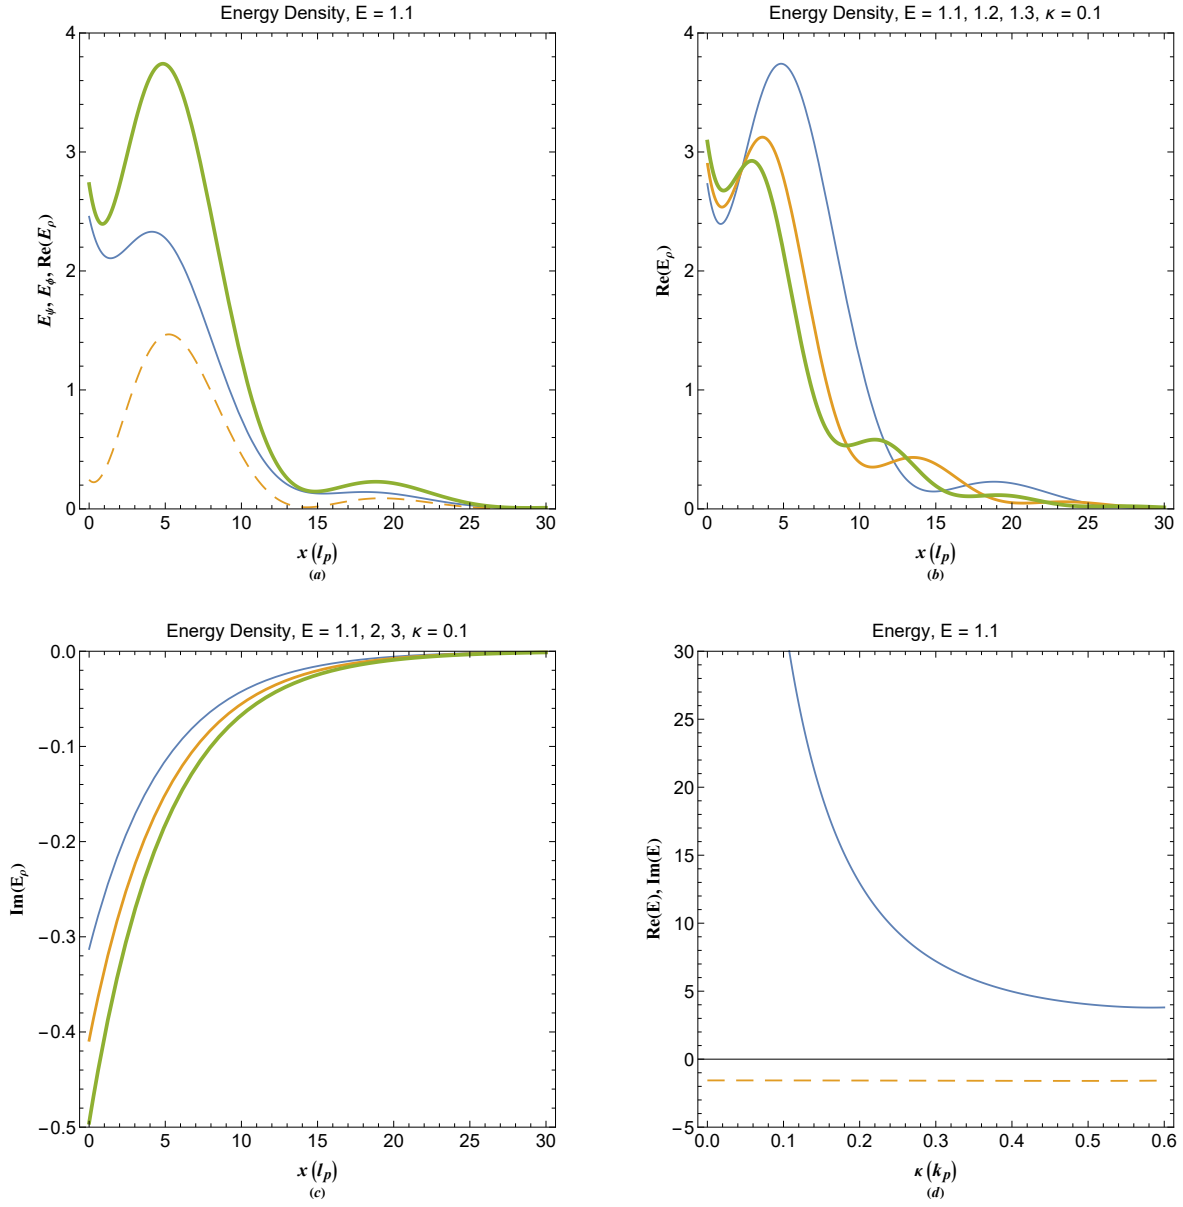 Energy Density, E = 1.1
4
3
2
1
0
0 5 10 15 20 25 30
E_ψ, E_ϕ, Re(E_ρ)
x (l_p)
(a)
Energy Density, E = 1.1, 1.2, 1.3, κ = 0.1
4
3
2
1
0
0 5 10 15 20 25 30
Re(E_ρ)
x (l_p)
(b)
Energy Density, E = 1.1, 2, 3, κ = 0.1
0.0
−0.1
−0.2
−0.3
−0.4
−0.5
0 5 10 15 20 25 30
Im(E_ρ)
x (l_p)
(c)
Energy, E = 1.1
30
25
20
15
10
5
0
−5
0.0 0.1 0.2 0.3 0.4 0.5 0.6
Re(E), Im(E)
κ (k_p)
(d)